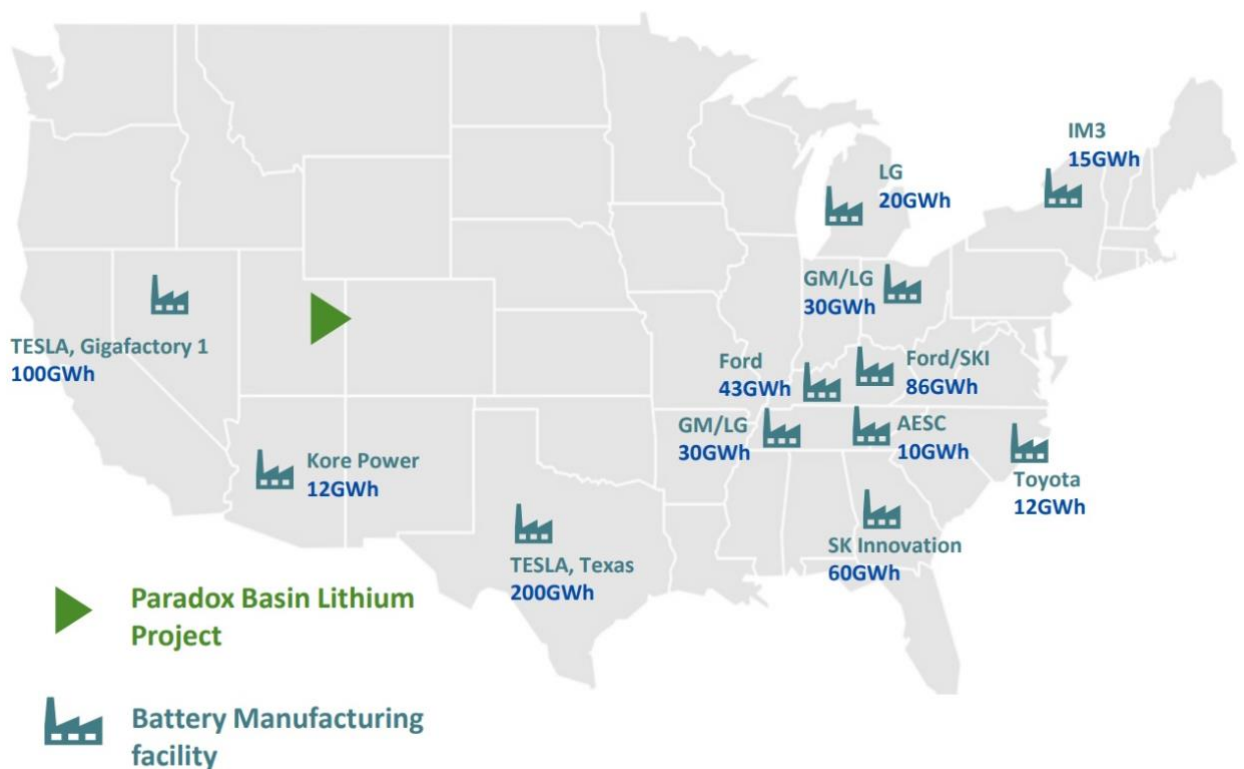 IM3
15GWh
LG
20GWh
GM/LG
30GWh
TESLA, Gigafactory 1
100GWh
Ford
43GWh
Ford/SKI
86GWh
GM/LG
30GWh
AESC
10GWh
Kore Power
12GWh
Toyota
12GWh
TESLA, Texas
200GWh
SK Innovation
60GWh
Paradox Basin Lithium
Project
Battery Manufacturing
facility